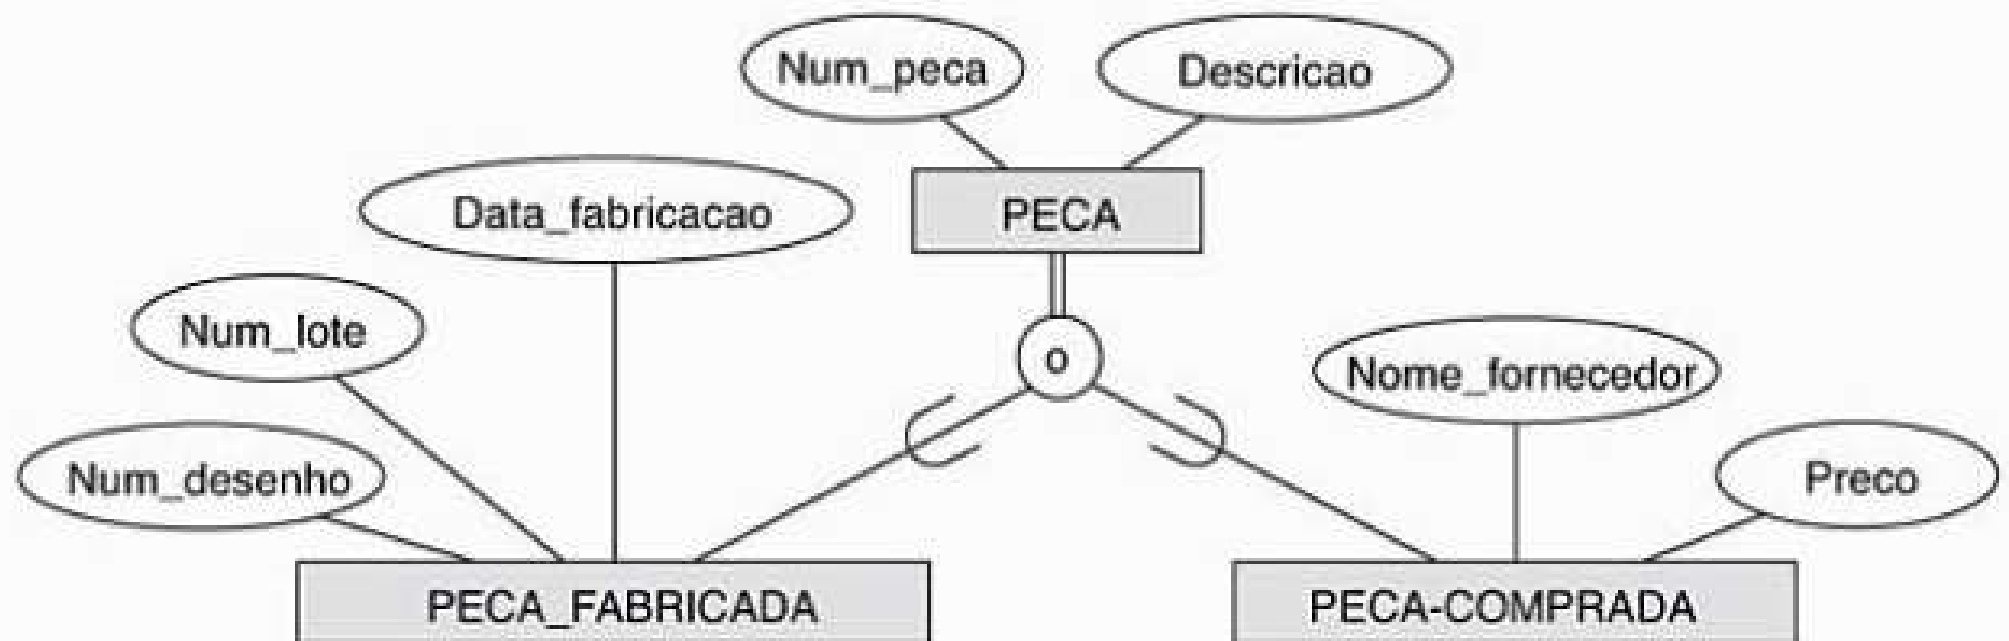 Num_peca
Descricao
Data_fabricacao
PECA
Num_lote
o
Nome_fornecedor
Num_desenho
Preco
PECA_FABRICADA
PECA-COMPRADA